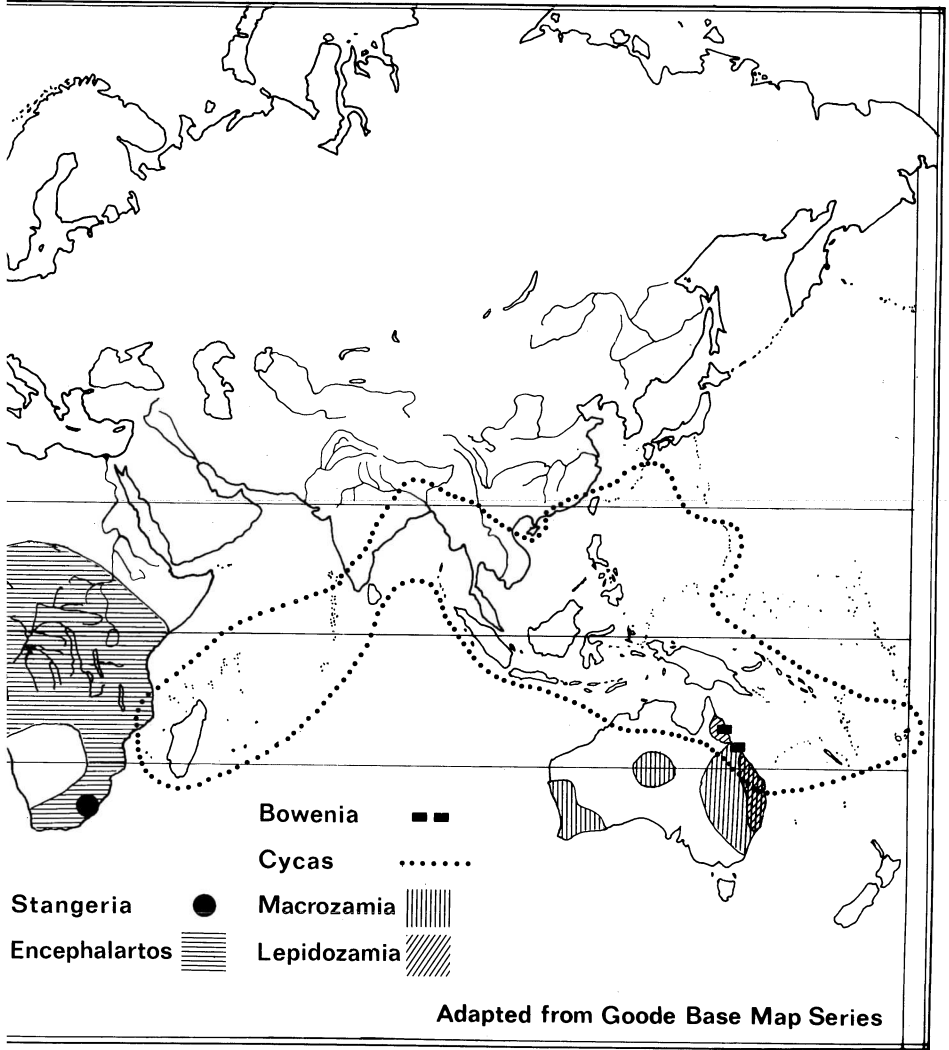 Bowenia
Cycas
Stangeria
Macrozamia
Encephalartos
Lepidozamia
Adapted from Goode Base Map Series